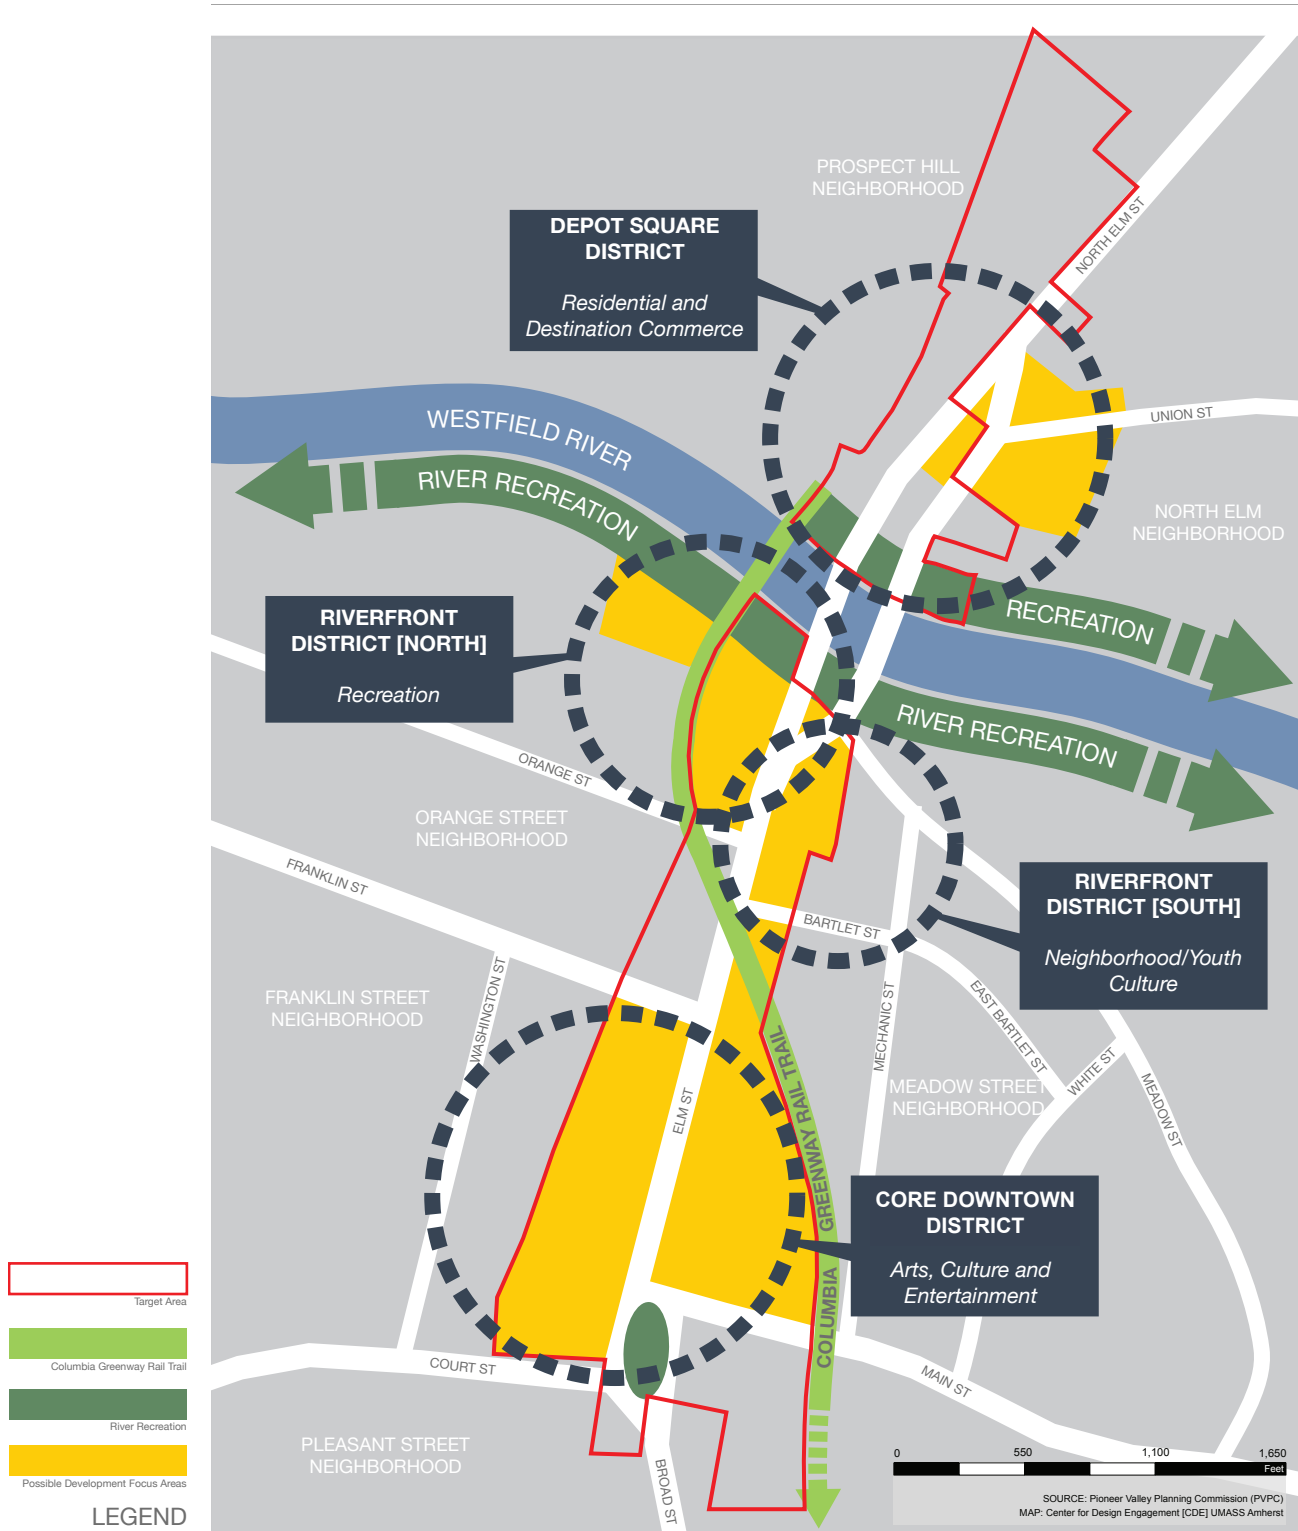 PROSPECT HILL
NEIGHBORHOOD
NORTH ELM ST
DEPOT SQUARE
DISTRICT
Residential and
Destination Commerce
WESTFIELD RIVER
RIVER RECREATION
UNION ST
NORTH ELM
NEIGHBORHOOD
RECREATION
RIVER RECREATION
RIVERFRONT
DISTRICT [NORTH]
Recreation
ORANGE ST
ORANGE STREET
NEIGHBORHOOD
FRANKLIN ST
RIVERFRONT
DISTRICT [SOUTH]
Neighborhood/Youth
Culture
BARTLET ST
EAST BARTLET ST
MECHANIC ST
WASHINGTON ST
FRANKLIN STREET
NEIGHBORHOOD
ELM ST
COLUMBIA GREENWAY RAIL TRAIL
WHITE ST
MEADOW ST
MEADOW STREET
NEIGHBORHOOD
CORE DOWNTOWN
DISTRICT
Arts, Culture and
Entertainment
COURT ST
MAIN ST
BROAD ST
PLEASANT STREET
NEIGHBORHOOD
Target Area
Columbia Greenway Rail Trail
River Recreation
Possible Development Focus Areas
LEGEND
0 550 1,100 1,650
Feet
SOURCE: Pioneer Valley Planning Commission (PVPC)
MAP: Center for Design Engagement [CDE] UMASS Amherst